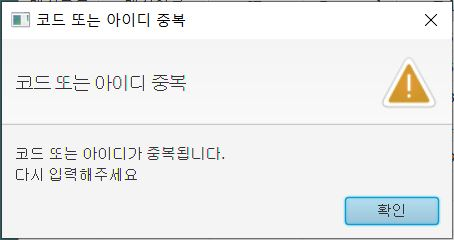 코드 또는 아이디 중복
코드 또는 아이디 중복
코드 또는 아이디가 중복됩니다.
다시 입력해주세요
확인